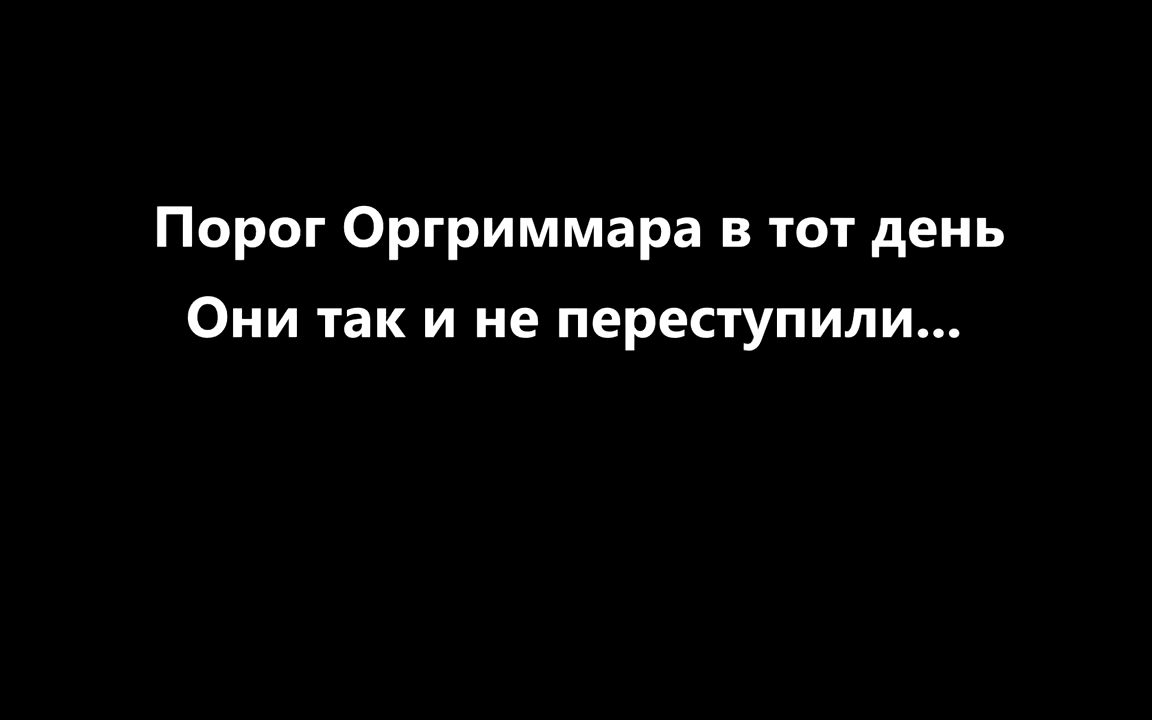 Порог Оргриммара в тот день
Они так и не переступили...